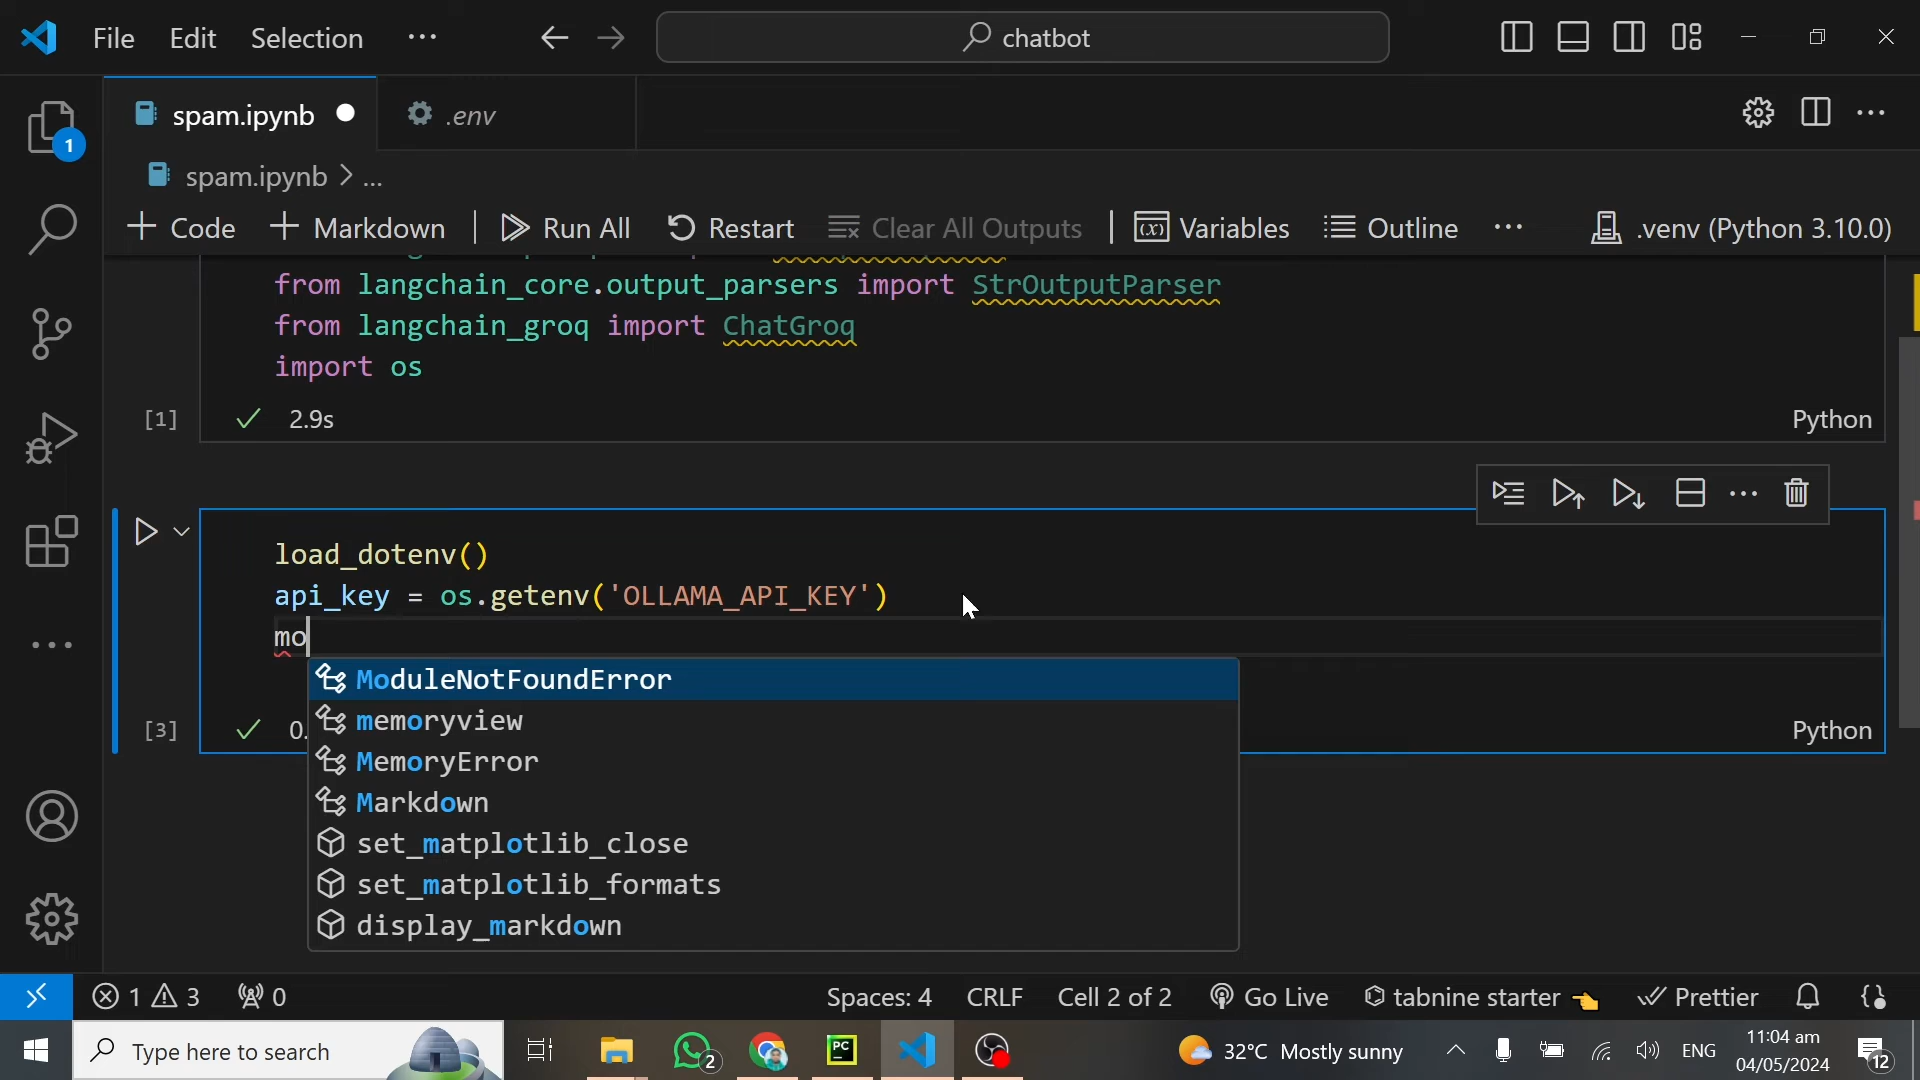 File Edit Selection ··· chatbot
spam.ipynb .env
spam.ipynb > ...
Code Markdown Run All Restart Clear All Outputs Variables Outline ··· .venv (Python 3.10.0)
from langchain_core.output_parsers import StrOutputParser
from langchain_groq import ChatGroq
import os
[1] 2.9s Python
load_dotenv()
api_key = os.getenv('OLLAMA_API_KEY')
mo
ModuleNotFoundError
memoryview
[3] 0. Python
MemoryError
Markdown
set_matplotlib_close
set_matplotlib_formats
display_markdown
1
1 3 0 Spaces: 4 CRLF Cell 2 of 2 Go Live tabnine starter Prettier
Type here to search 2 PC 32°C Mostly sunny ENG 11:04 am
04/05/2024 12